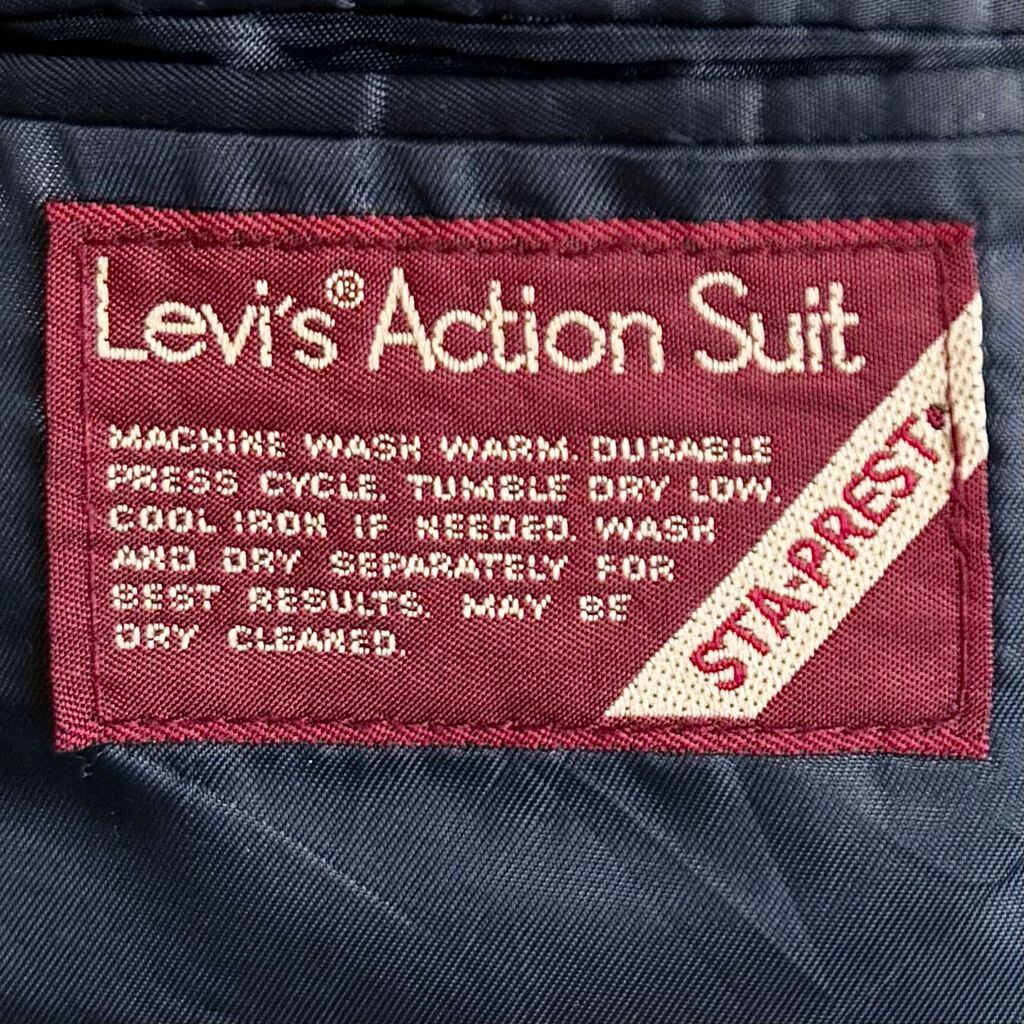 Levi's® Action Suit
MACHINE WASH WARM. DURABLE
PRESS CYCLE. TUMBLE DRY LOW.
COOL IRON IF NEEDED. WASH
AND DRY SEPARATELY FOR
BEST RESULTS. MAY BE
DRY CLEANED.
STA-PREST®